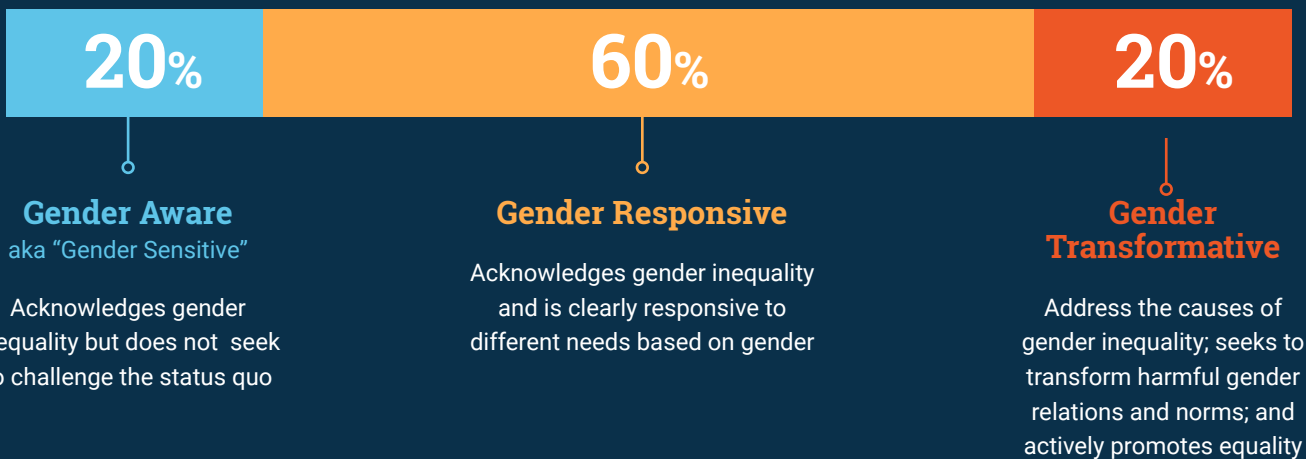 20%
60%
20%
Gender Aware
aka “Gender Sensitive”
Acknowledges gender
equality but does not  seek
challenge the status quo
Gender Responsive
Acknowledges gender inequality
and is clearly responsive to
different needs based on gender
Gender
Transformative
Address the causes of
gender inequality; seeks to
transform harmful gender
relations and norms; and
actively promotes equality